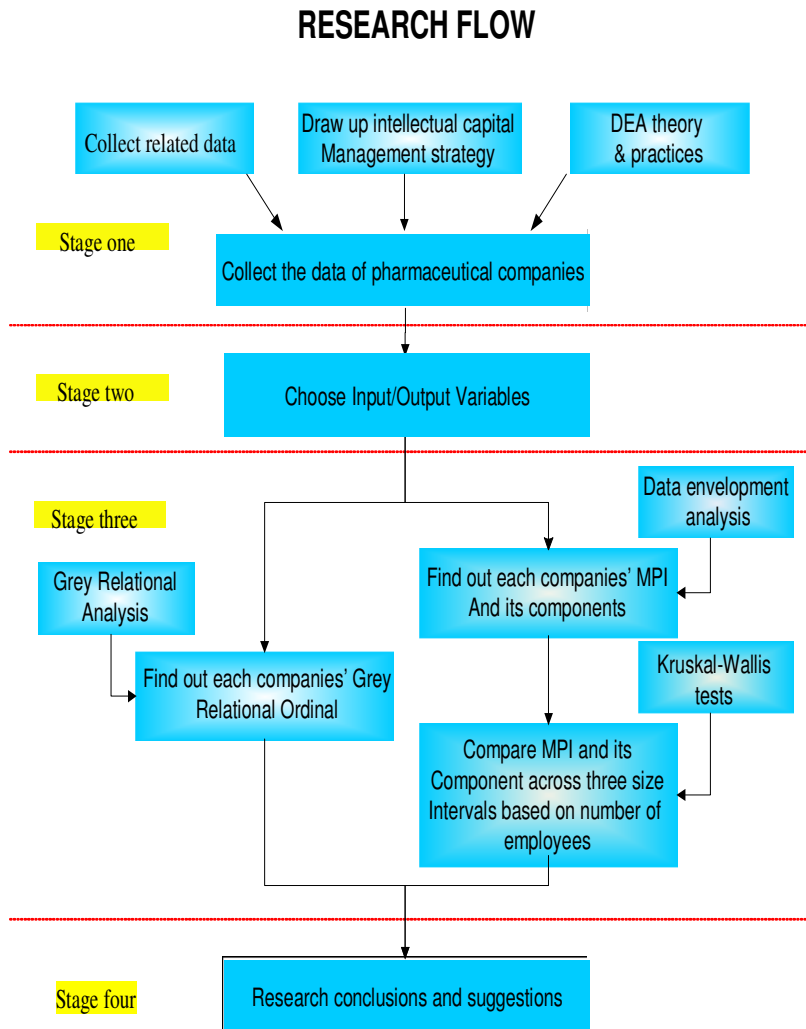 RESEARCH FLOW
Collect related data
Draw up intellectual capital
Management strategy
DEA theory
& practices
Stage one
Collect the data of pharmaceutical companies
Stage two
Choose Input/Output Variables
Stage three
Data envelopment
analysis
Grey Relational
Analysis
Find out each companies' MPI
And its components
Find out each companies' Grey
Relational Ordinal
Kruskal-Wallis
tests
Compare MPI and its
Component across three size
Intervals based on number of
employees
Stage four
Research conclusions and suggestions